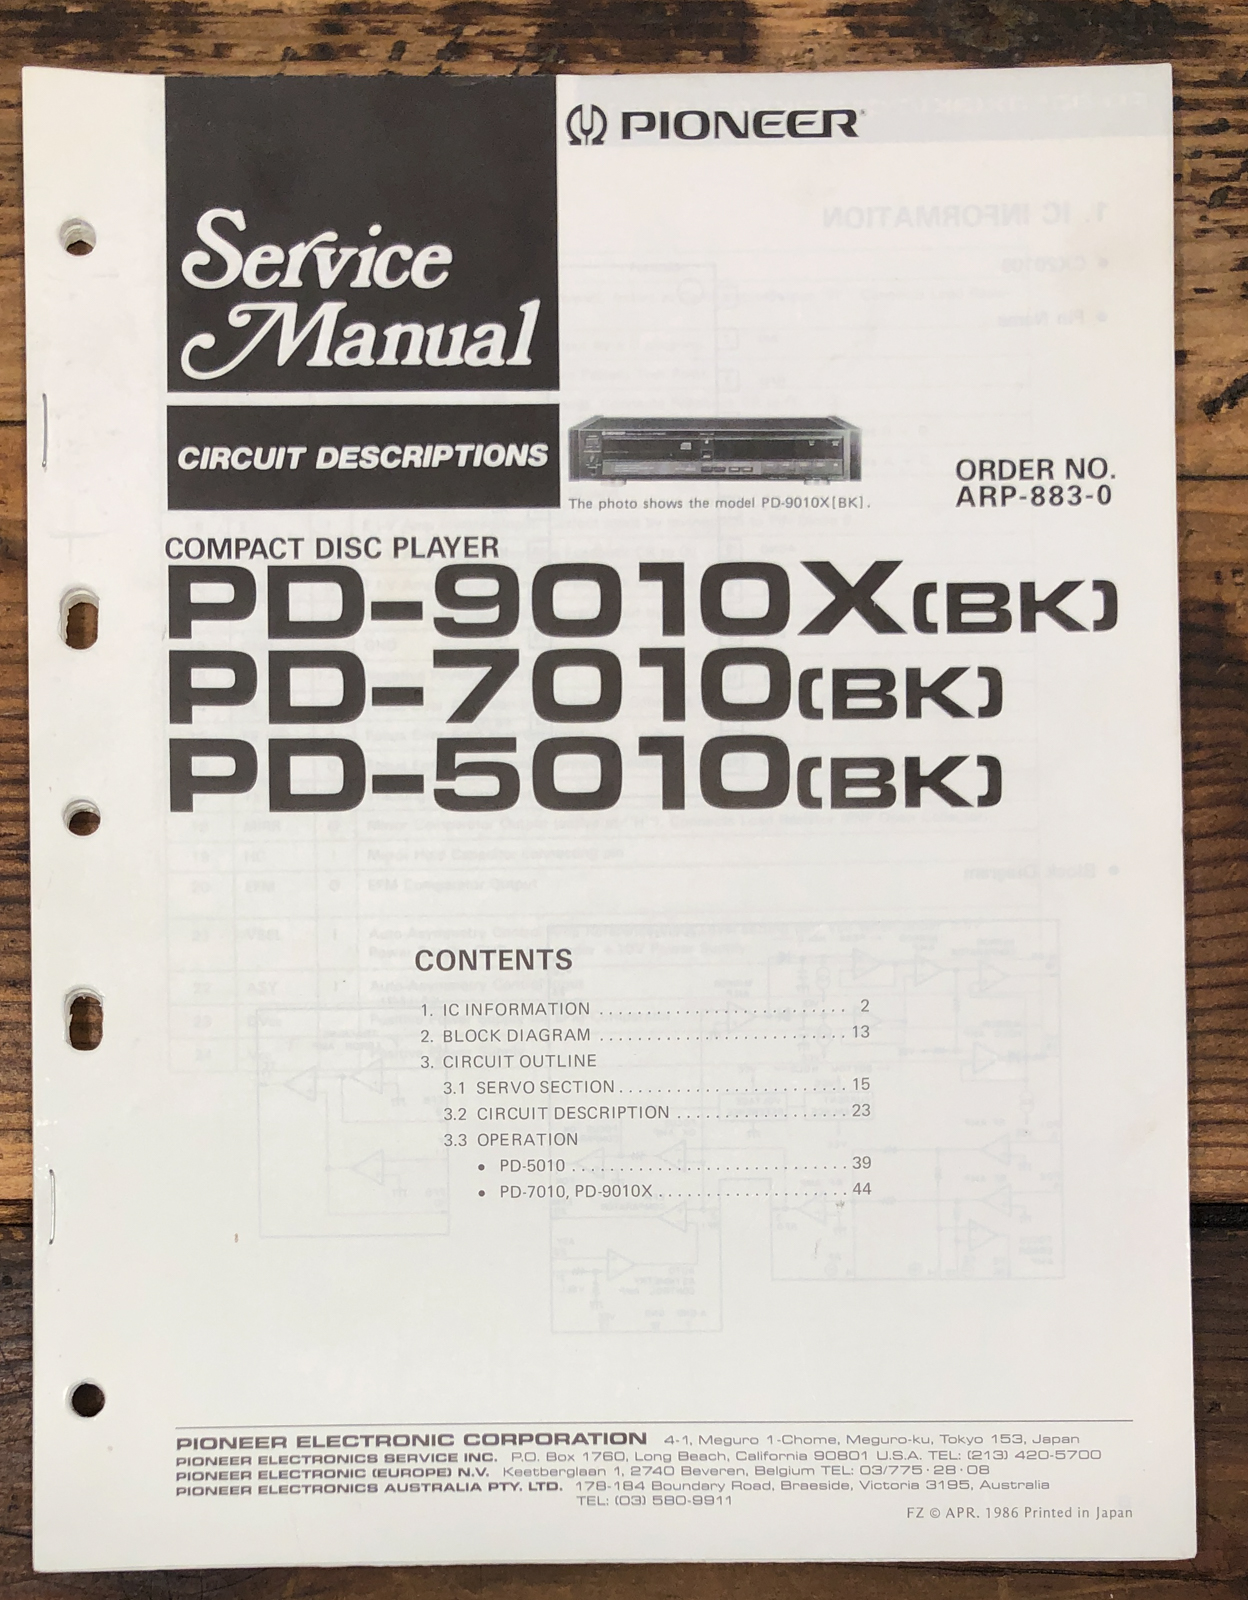 PIONEER
Service
Manual
CIRCUIT DESCRIPTIONS
The photo shows the model PD-9010X[BK].
ORDER NO.
ARP-883-0
COMPACT DISC PLAYER
PD-9010X(BK)
PD-7010(BK)
PD-5010(BK)
CONTENTS
1. IC INFORMATION .......................... 2
2. BLOCK DIAGRAM .......................... 13
3. CIRCUIT OUTLINE
3.1 SERVO SECTION ........................ 15
3.2 CIRCUIT DESCRIPTION .................. 23
3.3 OPERATION
• PD-5010 .............................. 39
• PD-7010, PD-9010X .................... 44
PIONEER ELECTRONIC CORPORATION 4-1, Meguro 1-Chome, Meguro-ku, Tokyo 153, Japan
PIONEER ELECTRONICS SERVICE INC. P.O. Box 1760, Long Beach, California 90801 U.S.A. TEL: (213) 420-5700
PIONEER ELECTRONIC (EUROPE) N.V. Keetberglaan 1, 2740 Beveren, Belgium TEL: 03/775·28·08
PIONEER ELECTRONICS AUSTRALIA PTY. LTD. 178-184 Boundary Road, Braeside, Victoria 3195, Australia
TEL: (03) 580-9911
FZ © APR. 1986 Printed in Japan